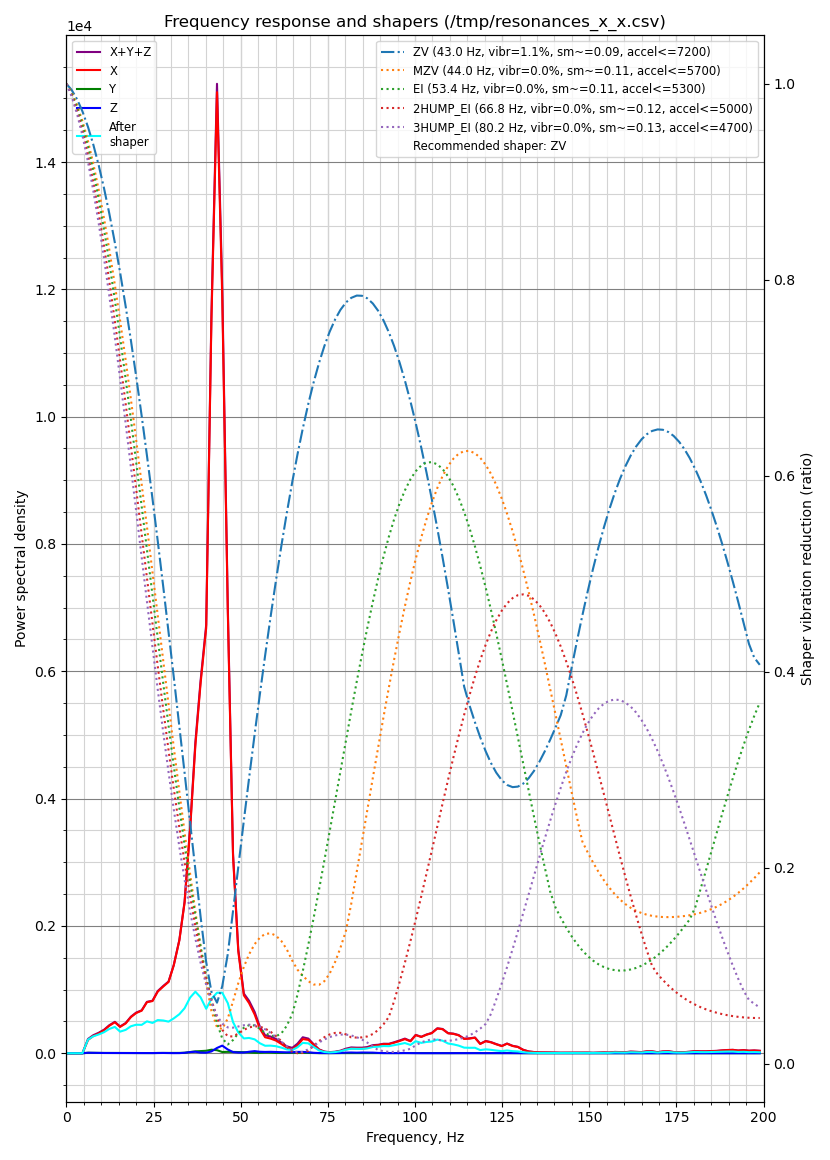 Frequency response and shapers (/tmp/resonances_x_x.csv)
1e4
X+Y+Z
X
Y
Z
After
shaper
ZV (43.0 Hz, vibr=1.1%, sm~=0.09, accel<=7200)
MZV (44.0 Hz, vibr=0.0%, sm~=0.11, accel<=5700)
EI (53.4 Hz, vibr=0.0%, sm~=0.11, accel<=5300)
2HUMP_EI (66.8 Hz, vibr=0.0%, sm~=0.12, accel<=5000)
3HUMP_EI (80.2 Hz, vibr=0.0%, sm~=0.13, accel<=4700)
Recommended shaper: ZV
1.4
1.2
1.0
0.8
0.6
0.4
0.2
0.0
Power spectral density
1.0
0.8
0.6
0.4
0.2
0.0
Shaper vibration reduction (ratio)
0 25 50 75 100 125 150 175 200
Frequency, Hz